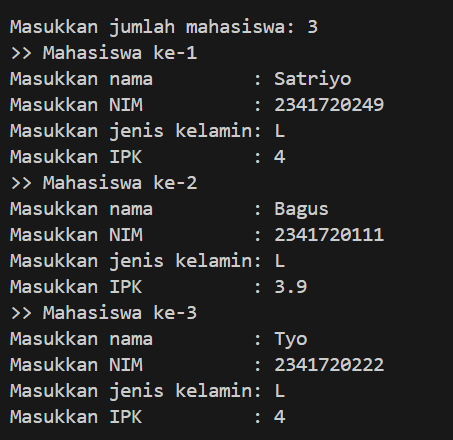 Masukkan jumlah mahasiswa: 3
>> Mahasiswa ke-1
Masukkan nama         : Satriyo
Masukkan NIM          : 2341720249
Masukkan jenis kelamin: L
Masukkan IPK          : 4
>> Mahasiswa ke-2
Masukkan nama         : Bagus
Masukkan NIM          : 2341720111
Masukkan jenis kelamin: L
Masukkan IPK          : 3.9
>> Mahasiswa ke-3
Masukkan nama         : Tyo
Masukkan NIM          : 2341720222
Masukkan jenis kelamin: L
Masukkan IPK          : 4